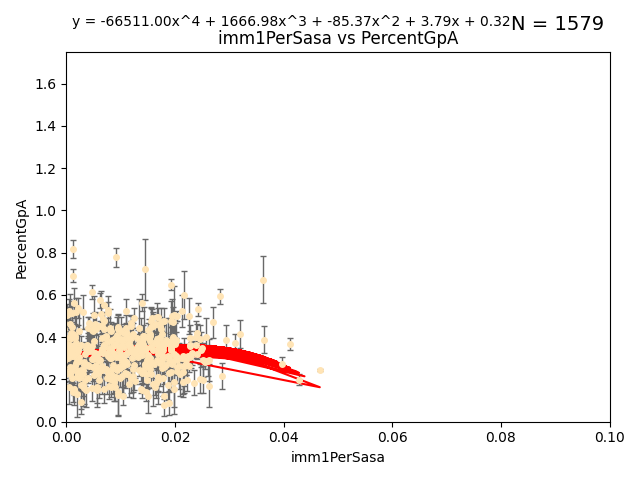 y = -66511.00x^4 + 1666.98x^3 + -85.37x^2 + 3.79x + 0.32 N = 1579
imm1PerSasa vs PercentGpA
1.6
1.4
1.2
1.0
0.8
0.6
0.4
0.2
0.0
PercentGpA
0.00 0.02 0.04 0.06 0.08 0.10
imm1PerSasa